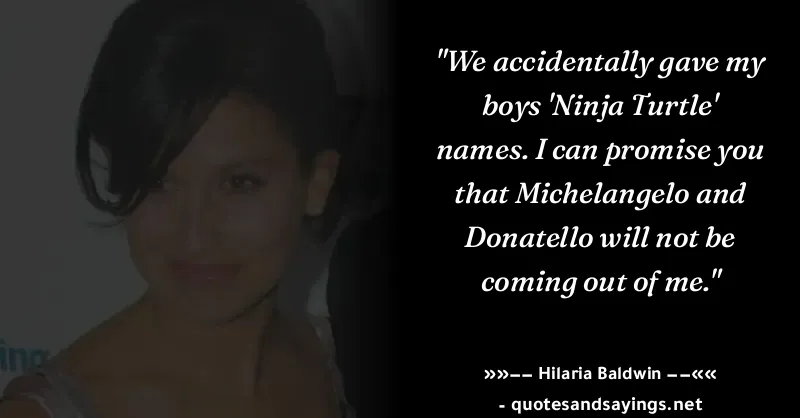 "We accidentally gave my
boys 'Ninja Turtle'
names. I can promise you
that Michelangelo and
Donatello will not be
coming out of me."
»»−− Hilaria Baldwin −−««
- quotesandsayings.net
ing